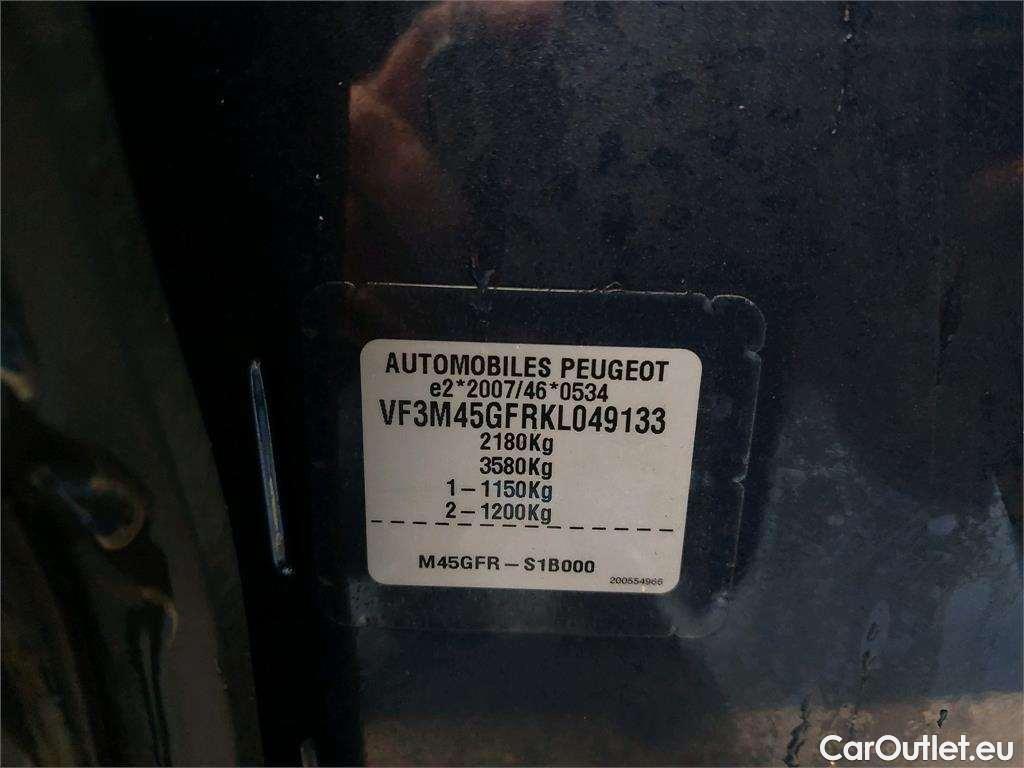 AUTOMOBILES PEUGEOT
e2*2007/46*0534
VF3M45GFRKL049133
2180Kg
3580Kg
1-1150Kg
2-1200Kg
M45GFR-S1B000
200554966
CarOutlet.eu